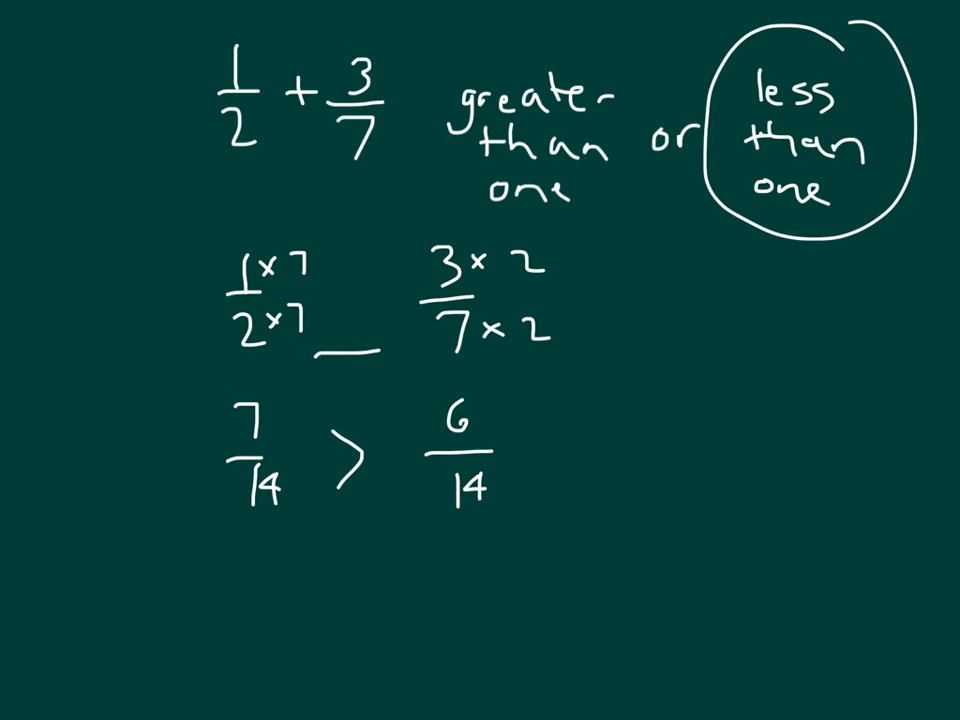 1/2 + 3/7 greater than one or less than one
1 × 7 / 2 × 7 __ 3 × 2 / 7 × 2
7/14 > 6/14